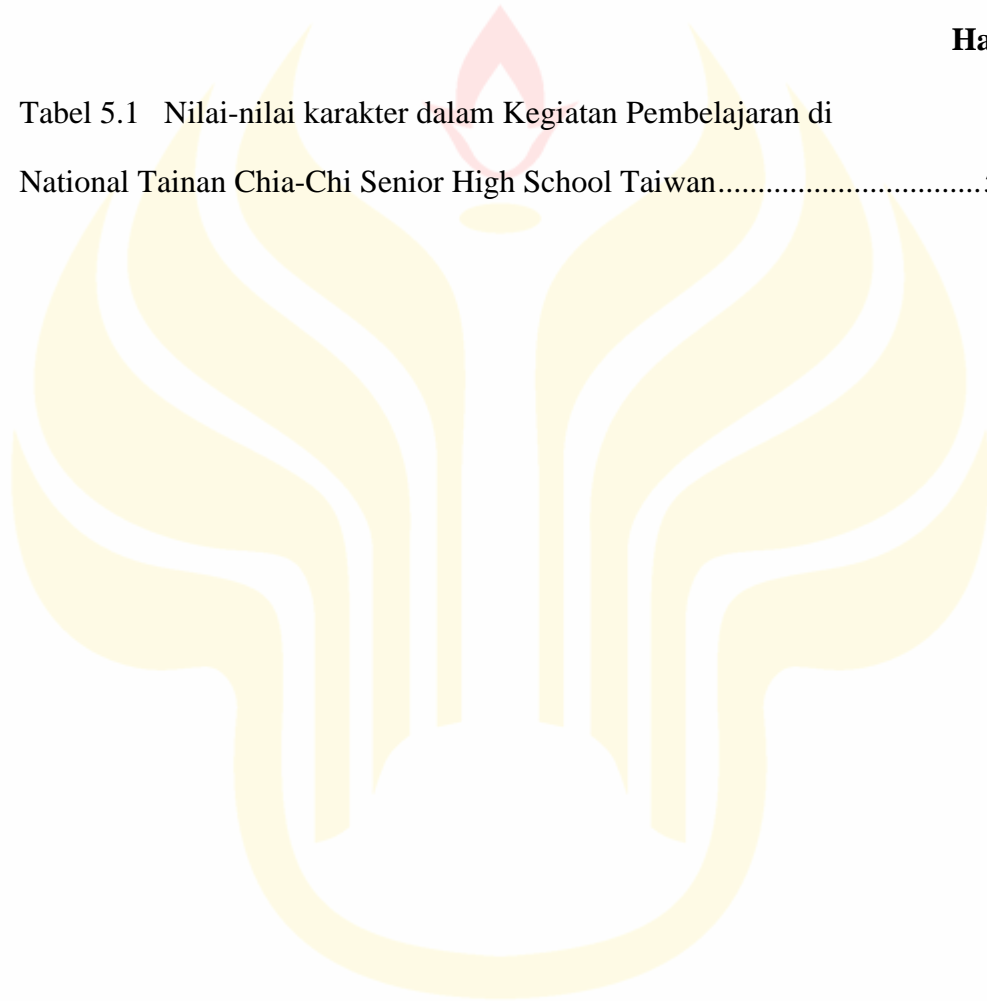 Ha
Tabel 5.1 Nilai-nilai karakter dalam Kegiatan Pembelajaran di
National Tainan Chia-Chi Senior High School Taiwan.................................